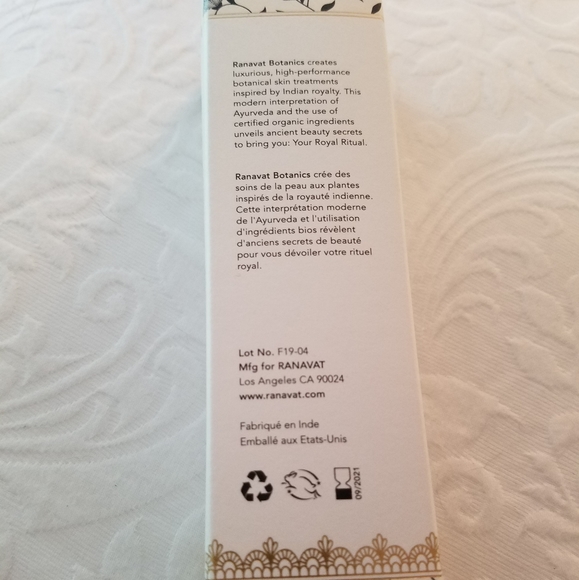 Ranavat Botanics creates
luxurious, high-performance
botanical skin treatments
inspired by Indian royalty. This
modern interpretation of
Ayurveda and the use of
certified organic ingredients
unveils ancient beauty secrets
to bring you: Your Royal Ritual.
Ranavat Botanics crée des
soins de la peau aux plantes
inspirés de la royauté indienne.
Cette interprétation moderne
de l'Ayurveda et l'utilisation
d'ingrédients bios révèlent
d'anciens secrets de beauté
pour vous dévoiler votre rituel
royal.
Lot No. F19-04
Mfg for RANAVAT
Los Angeles CA 90024
www.ranavat.com
Fabriqué en Inde
Emballé aux Etats-Unis
09/2021